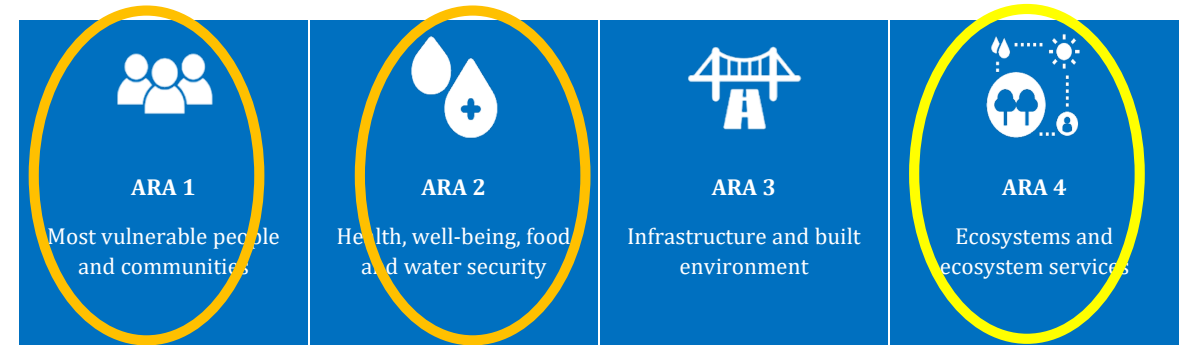 ARA 1
Most vulnerable people
and communities
ARA 2
Health, well-being, food
and water security
ARA 3
Infrastructure and built
environment
ARA 4
Ecosystems and
ecosystem services